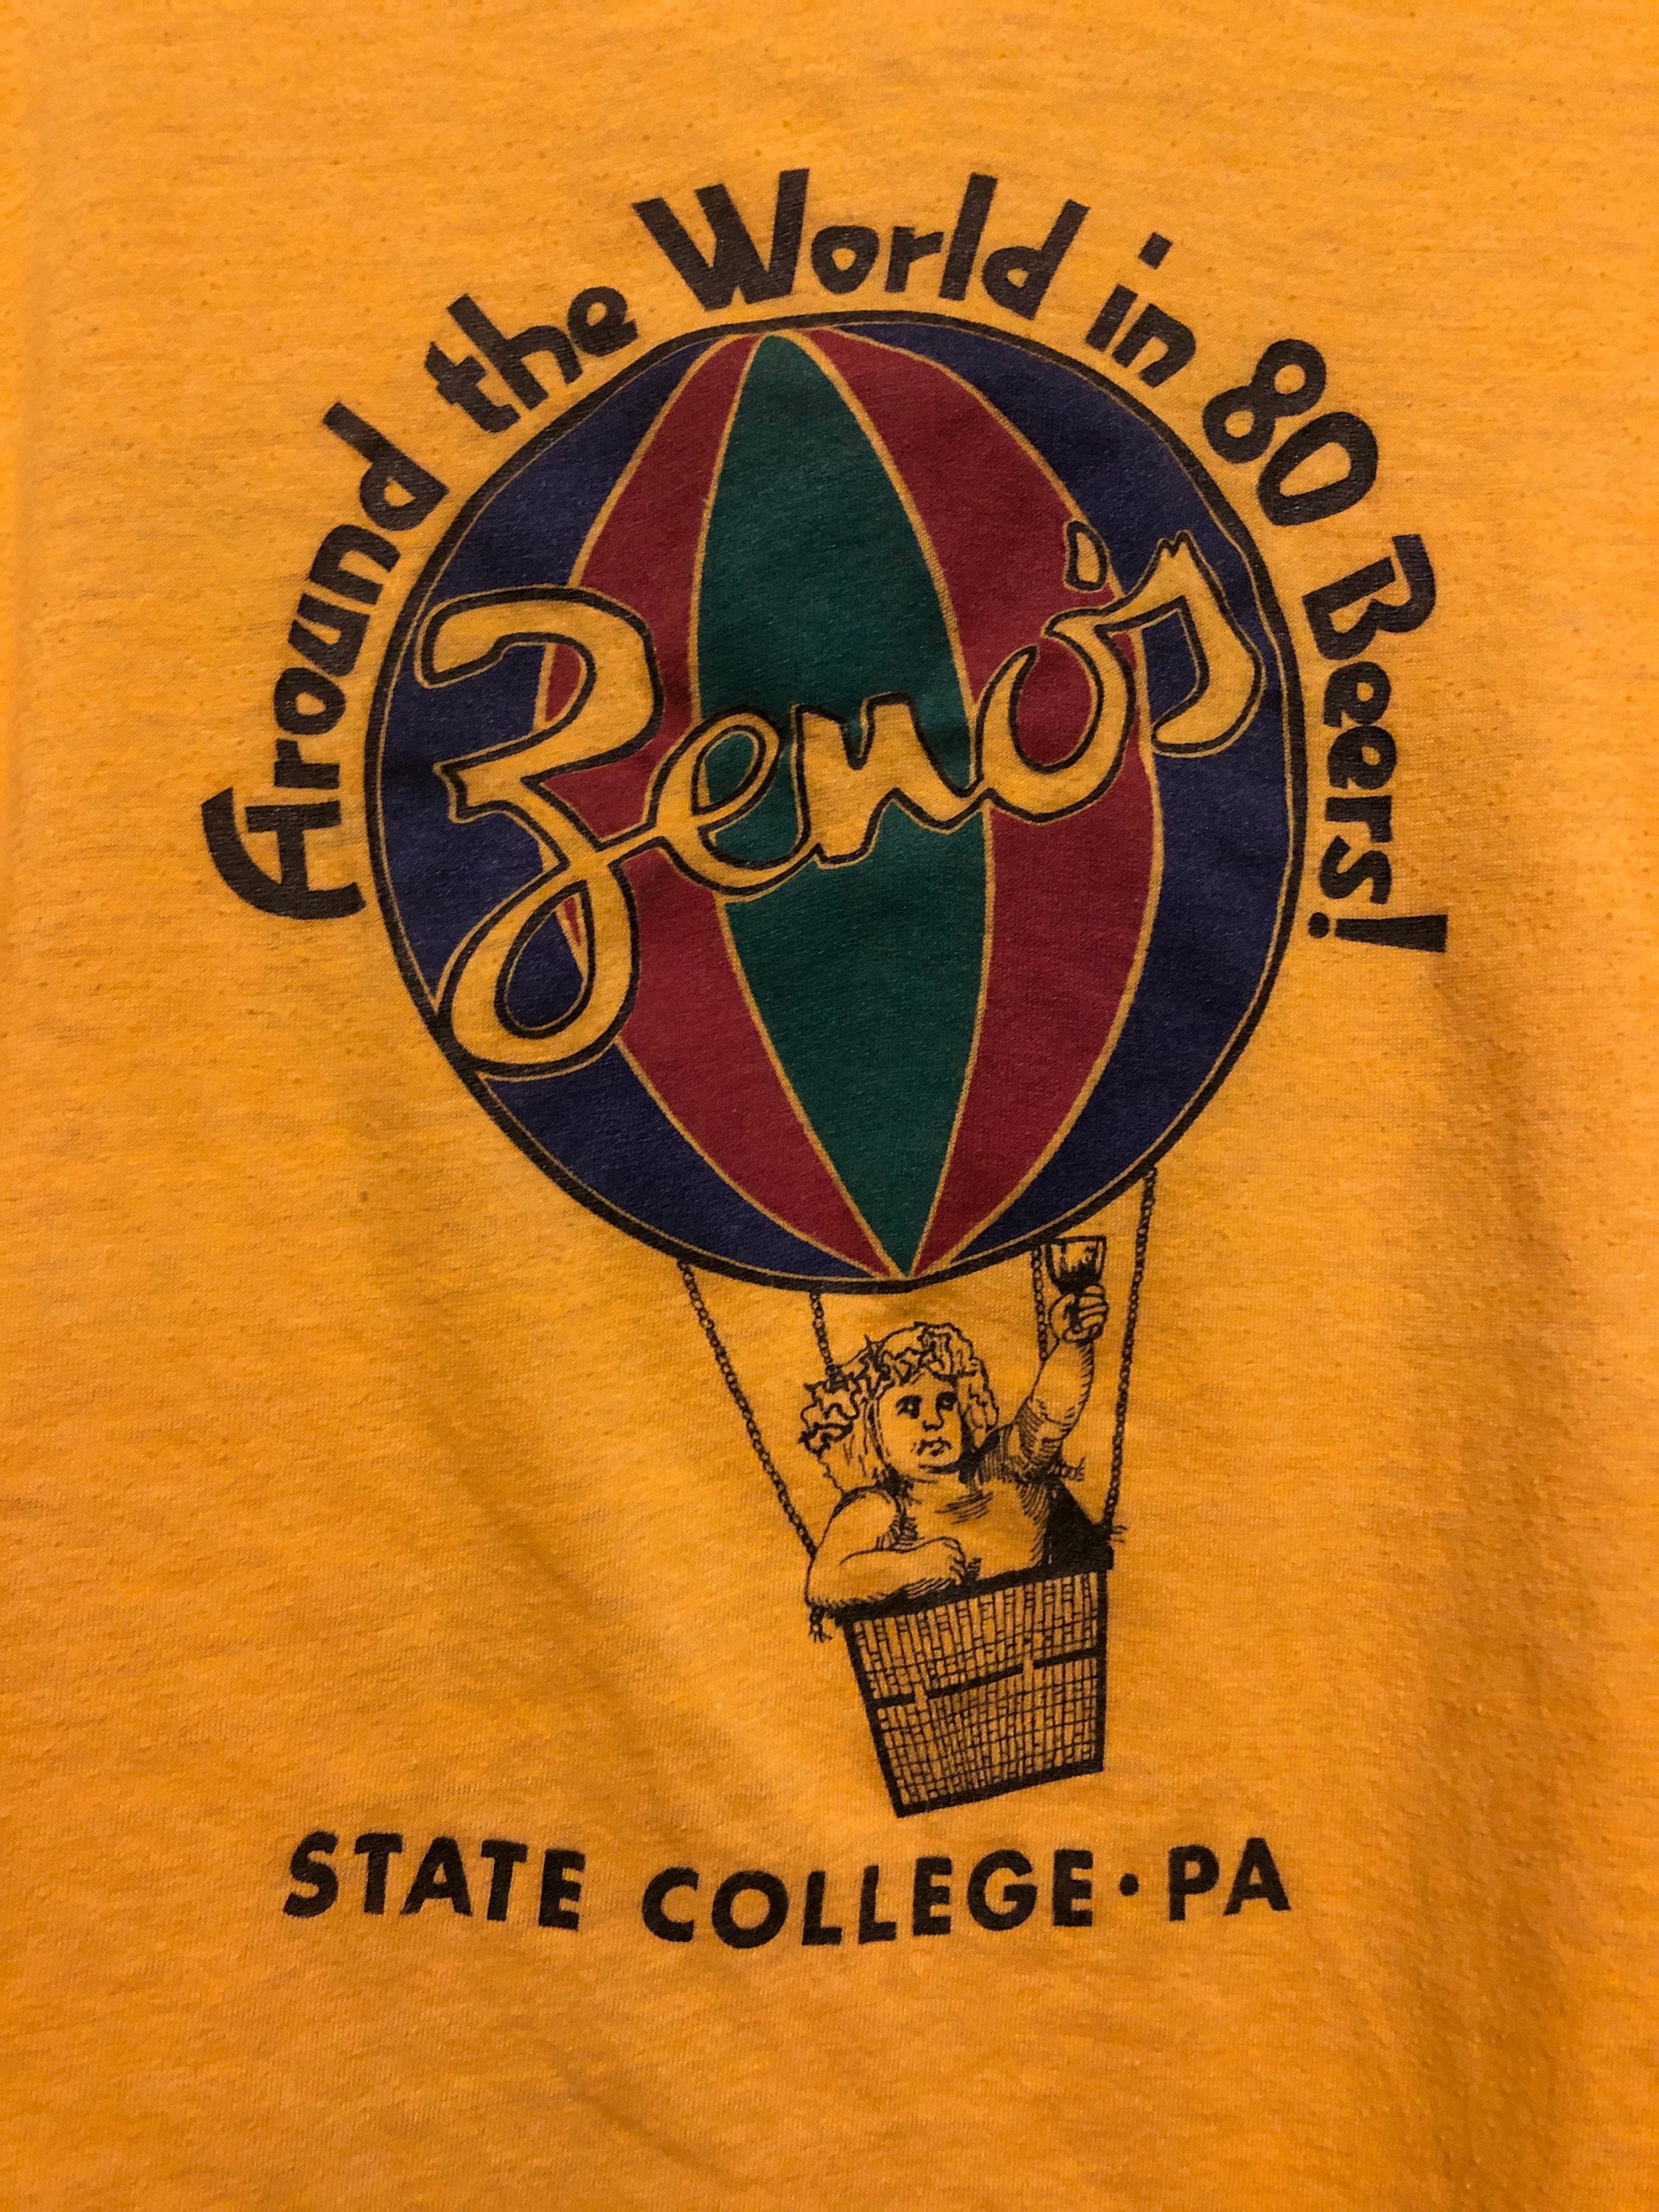 Around the World in 80 Beers!
Zeno's
STATE COLLEGE · PA